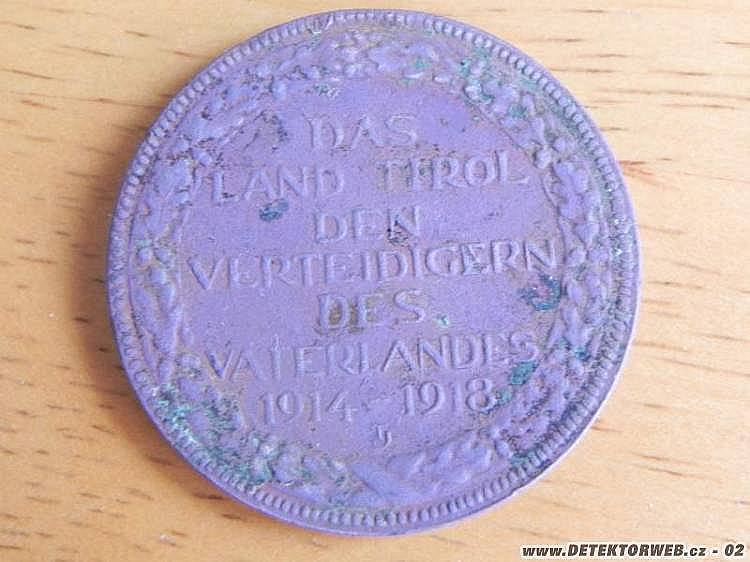 DAS
LAND TIROL
DEN
VERTEIDIGERN
DES
VATERLANDES
1914-1918
www.DETEKTORWEB.cz - 02